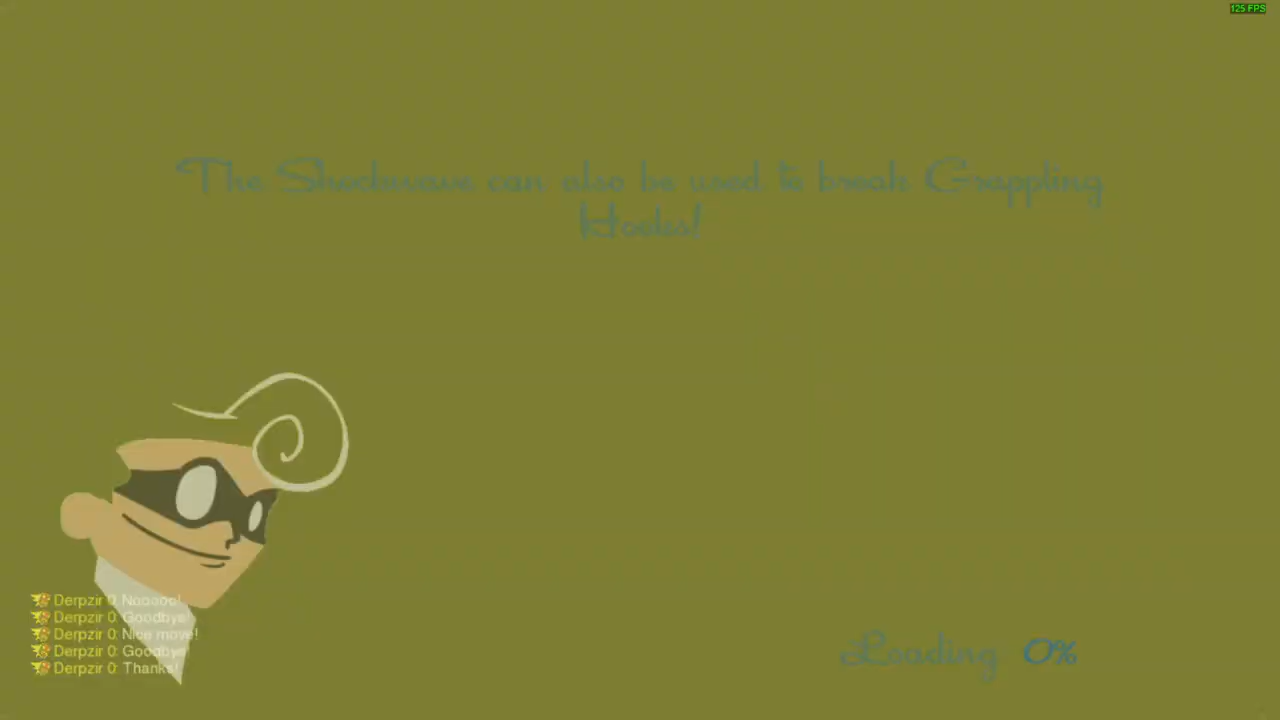 125 FPS
The Shockwave can also be used to break Grappling
Hooks!
Derpzir 0: Nooooo!
Derpzir 0: Goodbye!
Derpzir 0: Nice move!
Derpzir 0: Goodbye!
Derpzir 0: Thanks!
Loading 0%